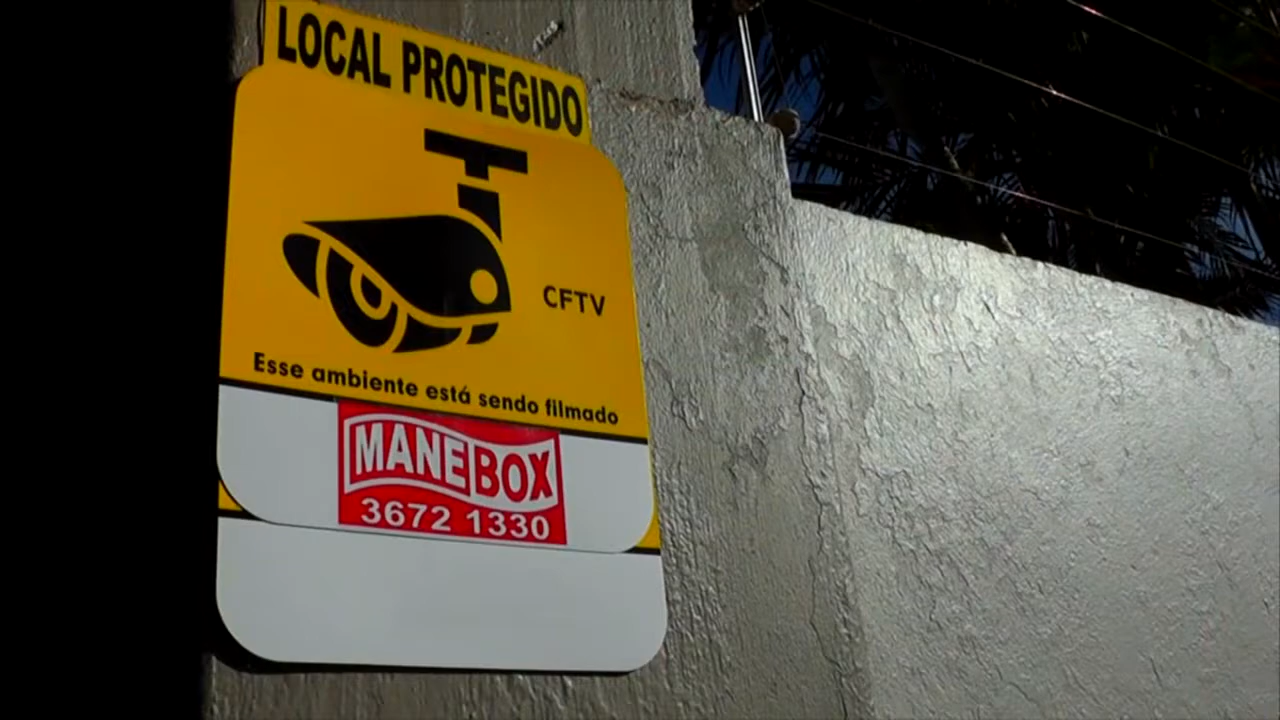 LOCAL PROTEGIDO
CFTV
Esse ambiente está sendo filmado
MANEBOX
3672 1330